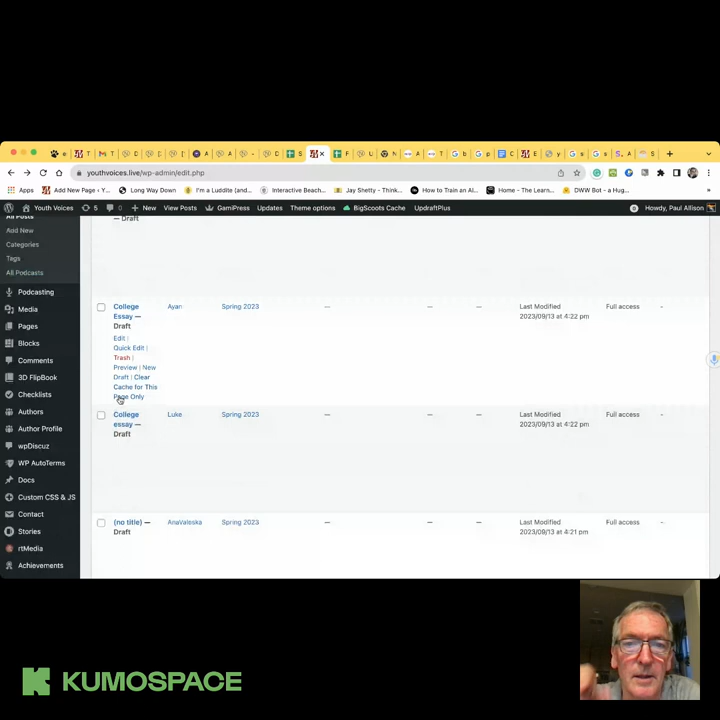 youthvoices.live/wp-admin/edit.php
Apps Add New Page ‹ Y... Long Way Down I'm a Luddite (and... Interactive Beach... Jay Shetty - Think... How to Train an AI... Home - The Learn... DWW Bot - a Hug...
Youth Voices 5 0 + New View Posts GamiPress Updates Theme options BigScoots Cache UpdraftPlus 0 Howdy, Paul Allison
All Posts
Add New
Categories
Tags
All Podcasts
Podcasting
Media
Pages
Blocks
Comments
3D FlipBook
Checklists
Authors
Author Profile
wpDiscuz
WP AutoTerms
Docs
Custom CSS & JS
Contact
Stories
rtMedia
Achievements
— Draft
College Ayan Spring 2023 — — — Last Modified Full access -
Essay — 2023/09/13 at 4:22 pm
Draft
Edit |
Quick Edit |
Trash |
Preview | New
Draft | Clear
Cache for This
Page Only
College Luke Spring 2023 — — — Last Modified Full access -
essay — 2023/09/13 at 4:22 pm
Draft
(no title) — AnaValeska Spring 2023 — — — Last Modified Full access -
Draft 2023/09/13 at 4:21 pm
KUMOSPACE